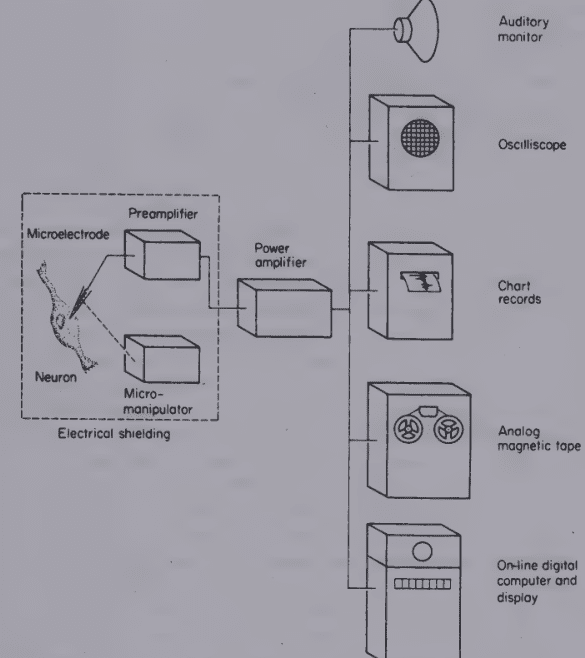 Auditory
monitor
Oscilliscope
Preamplifier
Microelectrode
Power
amplifier
Chart
records
Neuron
Micro-
manipulator
Electrical shielding
Analog
magnetic tape
On-line digital
computer and
display